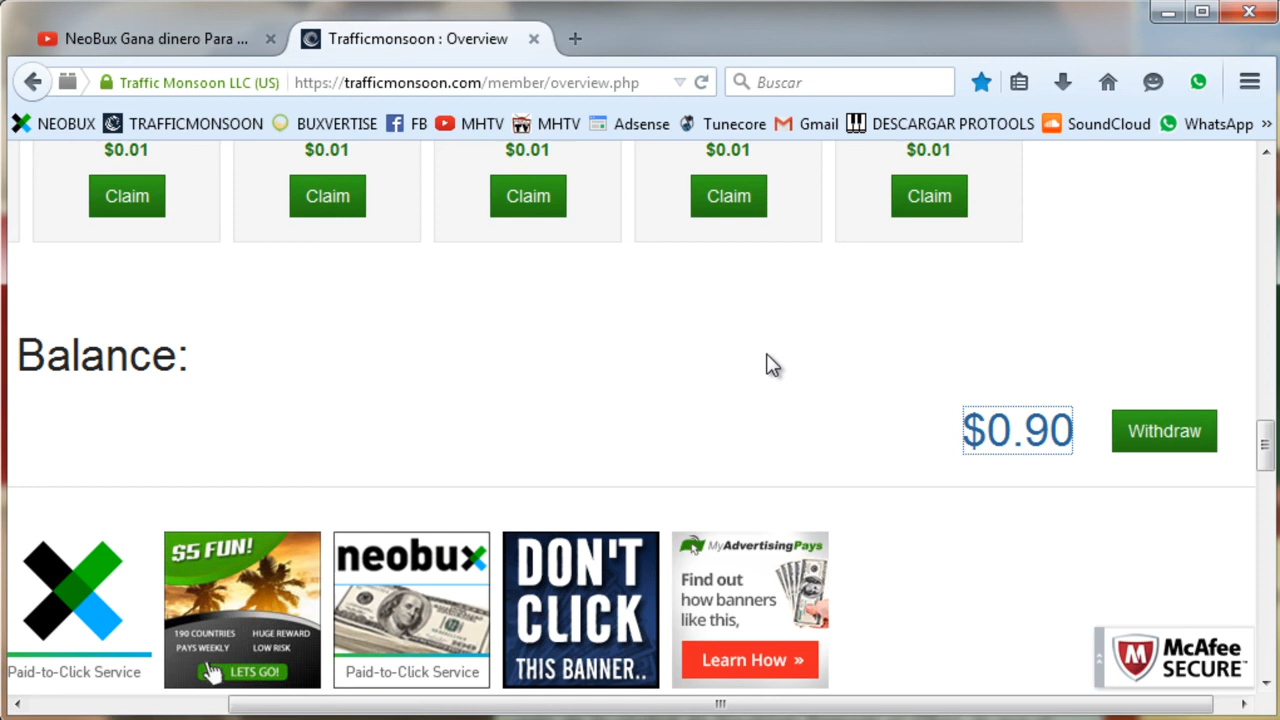 NeoBux Gana dinero Para ...
Trafficmonsoon : Overview
Traffic Monsoon LLC (US)
https://trafficmonsoon.com/member/overview.php
Buscar
NEOBUX
TRAFFICMONSOON
BUXVERTISE
FB
MHTV
MHTV
Adsense
Tunecore
Gmail
DESCARGAR PROTOOLS
SoundCloud
WhatsApp
$0.01
$0.01
$0.01
$0.01
$0.01
Claim
Claim
Claim
Claim
Claim
Balance:
$0.90
Withdraw
Paid-to-Click Service
$5 FUN!
190 COUNTRIES
HUGE REWARD
PAYS WEEKLY
LOW RISK
LETS GO!
neobux
Paid-to-Click Service
DON'T
CLICK
THIS BANNER..
MyAdvertisingPays
Find out
how banners
like this,
Learn How »
McAfee
SECURE™